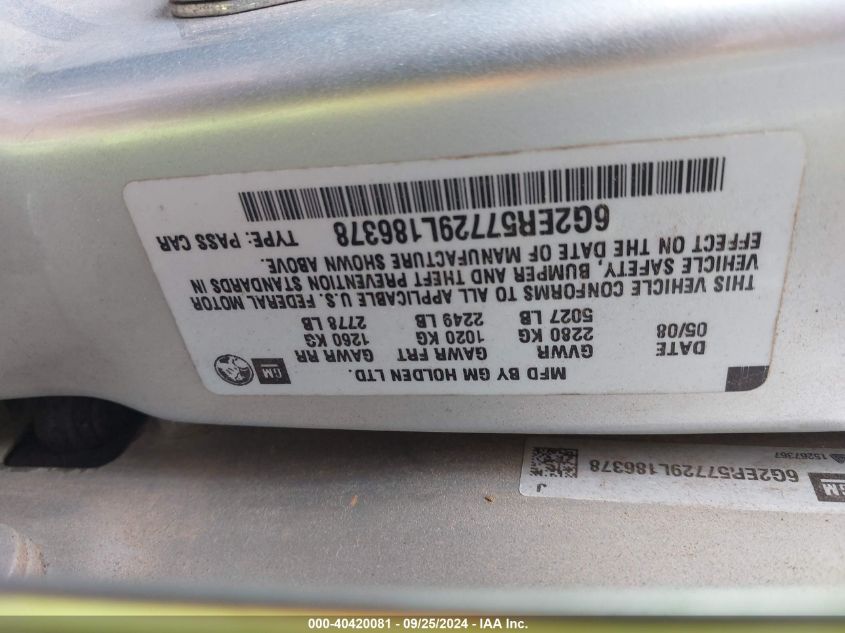 MFD BY GM HOLDEN LTD.
GM
DATE GVWR GAWR FRT GAWR RR
05/08 2280 KG 1020 KG 1260 KG
5027 LB 2249 LB 2778 LB
THIS VEHICLE CONFORMS TO ALL APPLICABLE U.S. FEDERAL MOTOR
VEHICLE SAFETY, BUMPER AND THEFT PREVENTION STANDARDS IN
EFFECT ON THE DATE OF MANUFACTURE SHOWN ABOVE.
6G2ER57729L186378 TYPE: PASS CAR
GM
15267367
6G2ER57729L186378
J
000-40420081 - 09/25/2024 - IAA Inc.